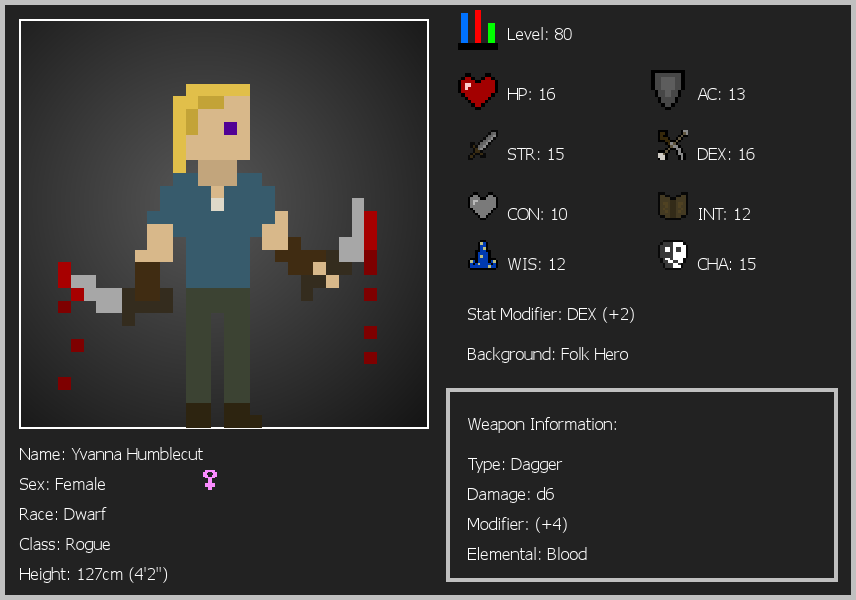 Level: 80
HP: 16
AC: 13
STR: 15
DEX: 16
CON: 10
INT: 12
WIS: 12
CHA: 15
Stat Modifier: DEX (+2)
Background: Folk Hero
Weapon Information:
Type: Dagger
Damage: d6
Modifier: (+4)
Elemental: Blood
Name: Yvanna Humblecut
Sex: Female
Race: Dwarf
Class: Rogue
Height: 127cm (4'2")